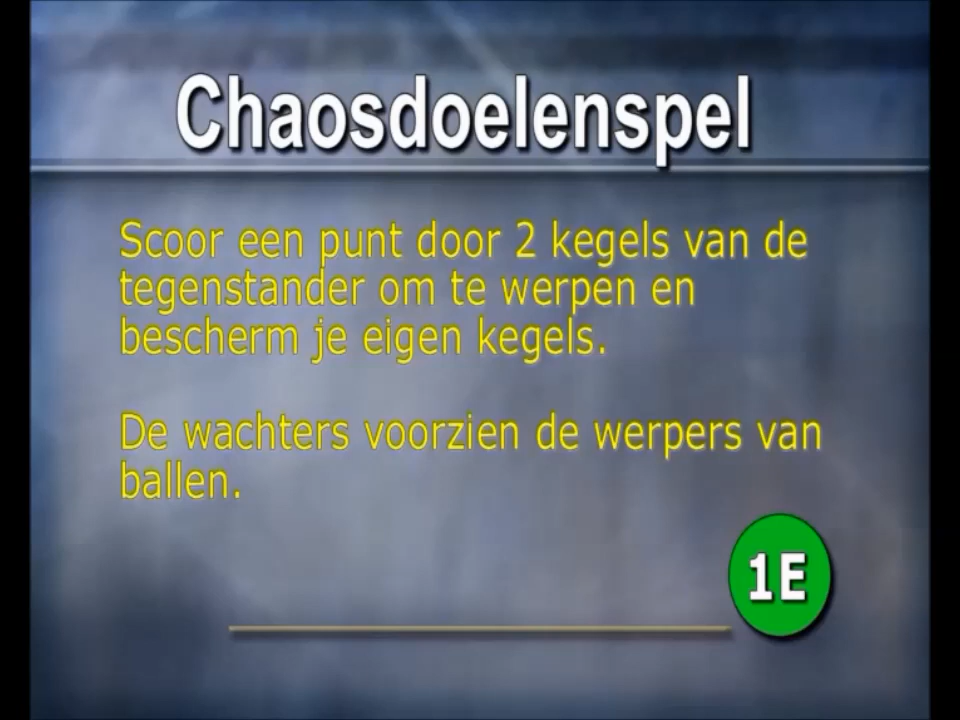 Chaosdoelenspel
Scoor een punt door 2 kegels van de
tegenstander om te werpen en
bescherm je eigen kegels.
De wachters voorzien de werpers van
ballen.
1E